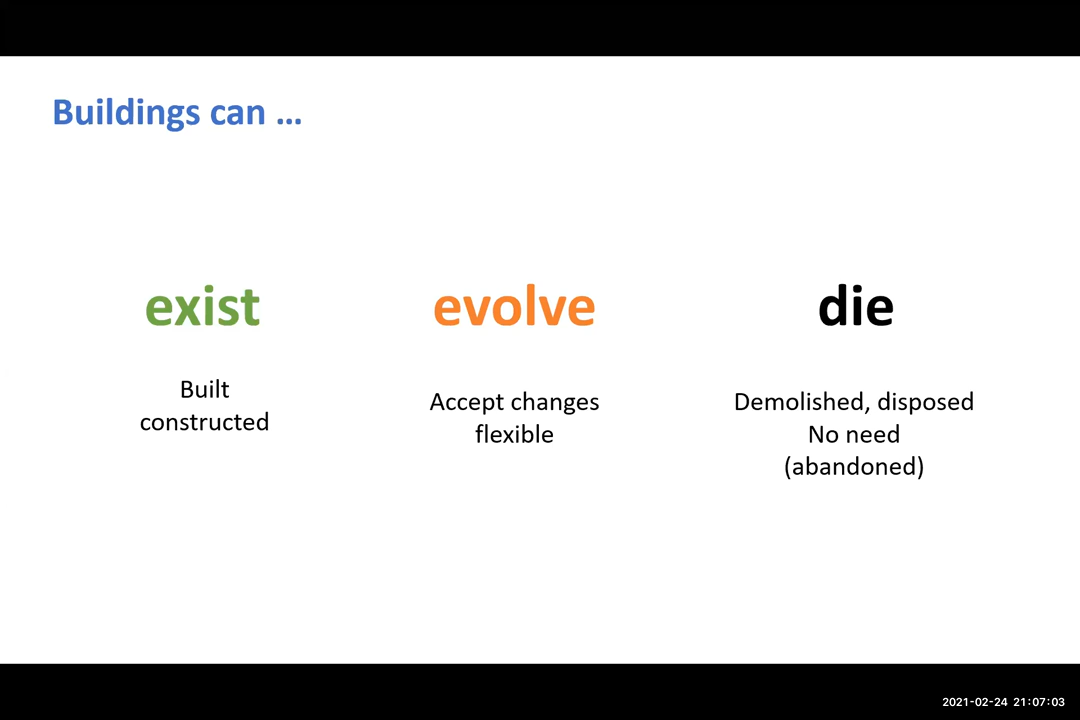 Buildings can ...
exist
evolve
die
Built
constructed
Accept changes
flexible
Demolished, disposed
No need
(abandoned)
2021-02-24 21:07:03